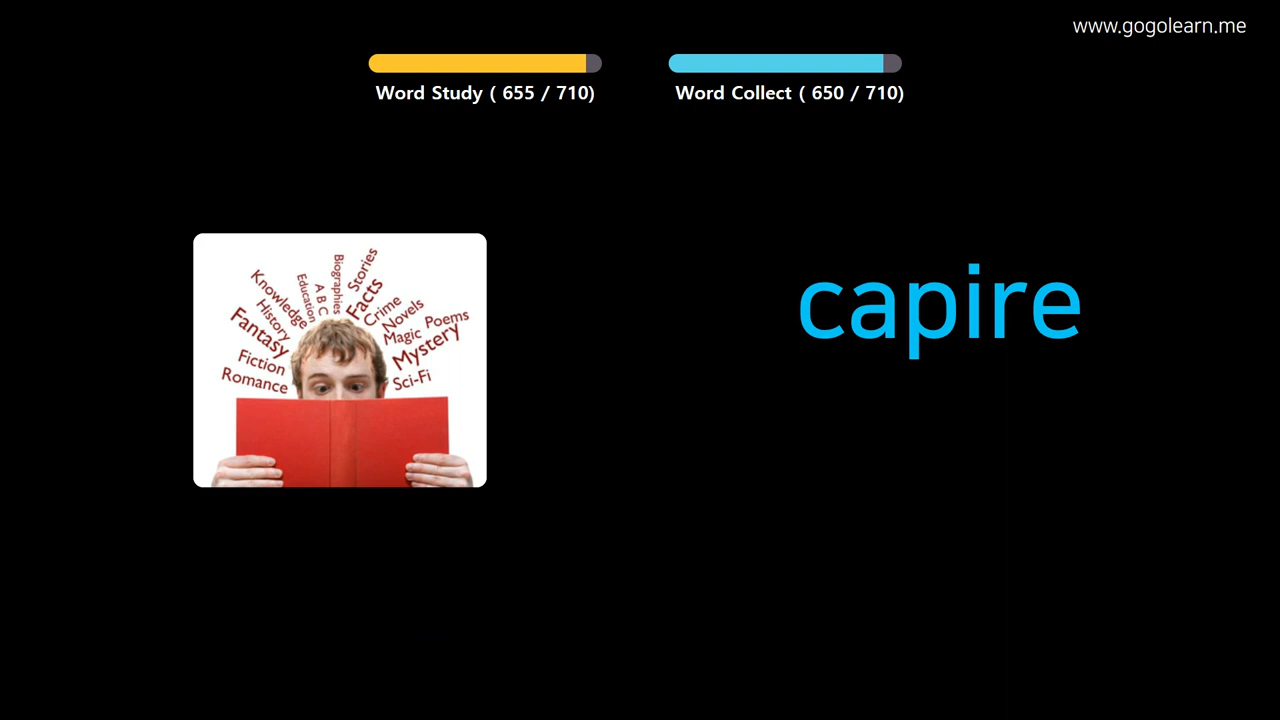 www.gogolearn.me
Word Study ( 655 / 710)
Word Collect ( 650 / 710)
capire
Stories
Biographies
Facts
A B C
Education
Crime
Knowledge
Novels
History
Poems
Fantasy
Magic
Mystery
Fiction
Romance
Sci-Fi